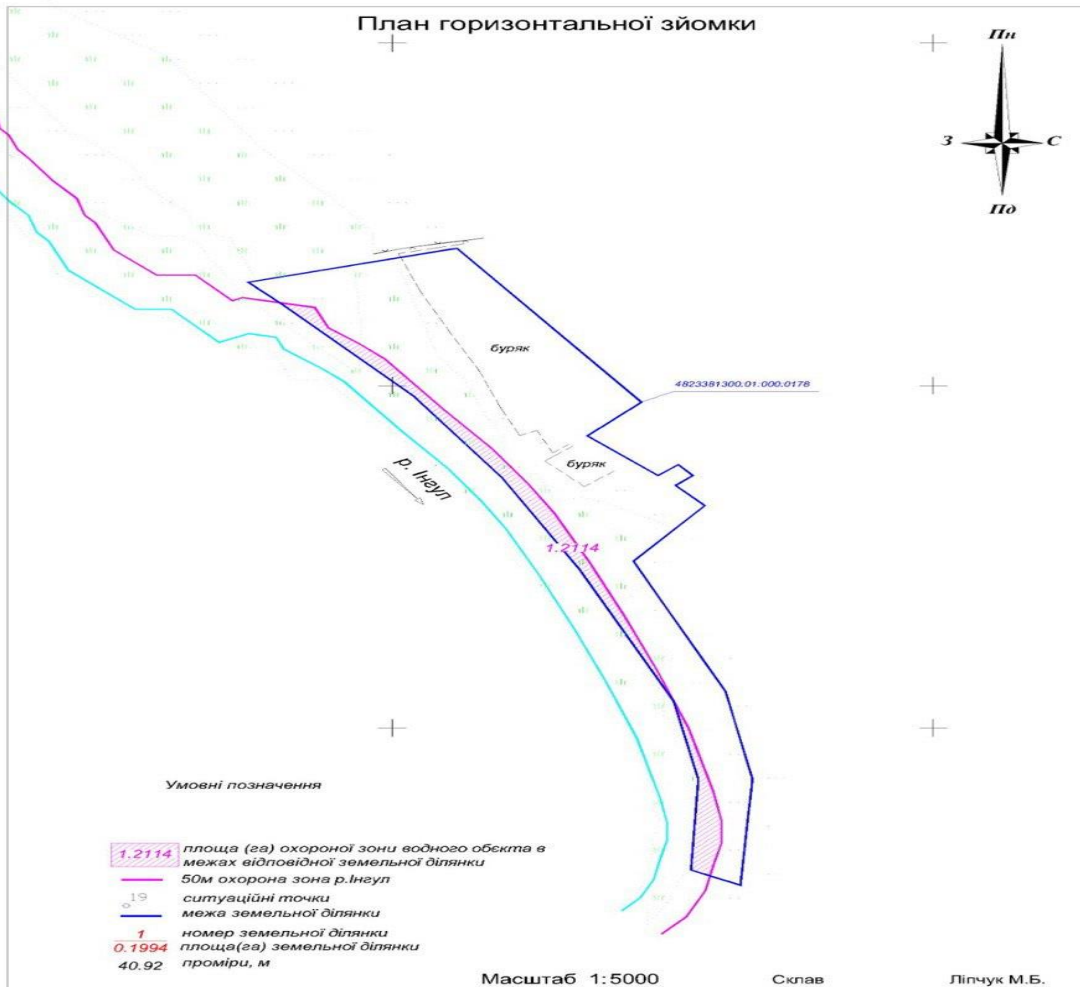 План горизонтальної зйомки
Пн
З
С
Пд
буряк
4823381300:01:000:0178
буряк
р. Інгул
1.2114
Умовні позначення
1.2114 площа (га) охороної зони водного обєкта в
межах відповідної земельної ділянки
50м охорона зона р.Інгул
19 ситуаційні точки
межа земельної ділянки
1 номер земельної ділянки
0.1994 площа(га) земельної ділянки
40.92 проміри, м
Масштаб 1:5000 Склав Ліпчук М.Б.